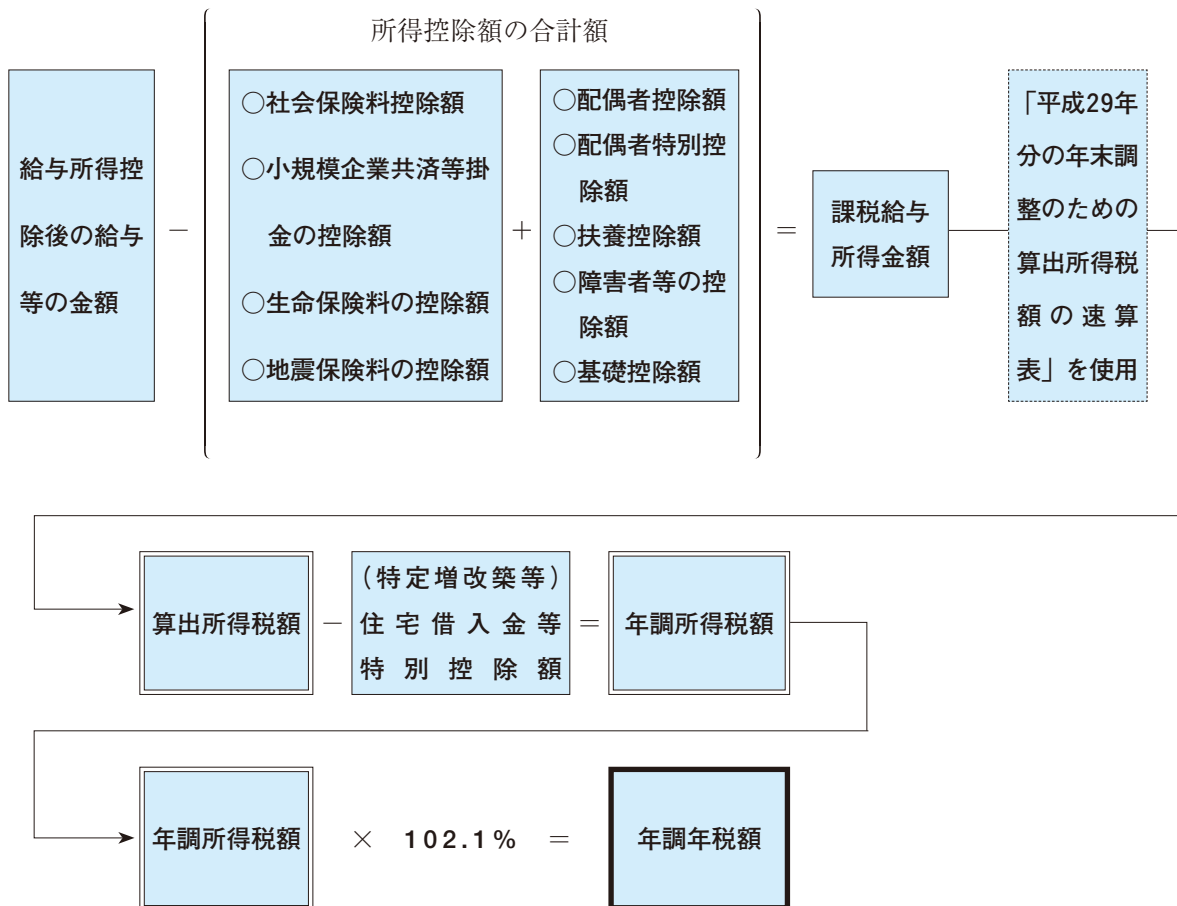 所得控除額の合計額
給与所得控
除後の給与
等の金額
−
○社会保険料控除額
○小規模企業共済等掛
金の控除額
○生命保険料の控除額
○地震保険料の控除額
+
○配偶者控除額
○配偶者特別控
除額
○扶養控除額
○障害者等の控
除額
○基礎控除額
=
課税給与
所得金額
「平成29年
分の年末調
整のための
算出所得税
額の速算
表」を使用
算出所得税額
−
(特定増改築等)
住宅借入金等
特別控除額
=
年調所得税額
年調所得税額 × 102.1% = 年調年税額